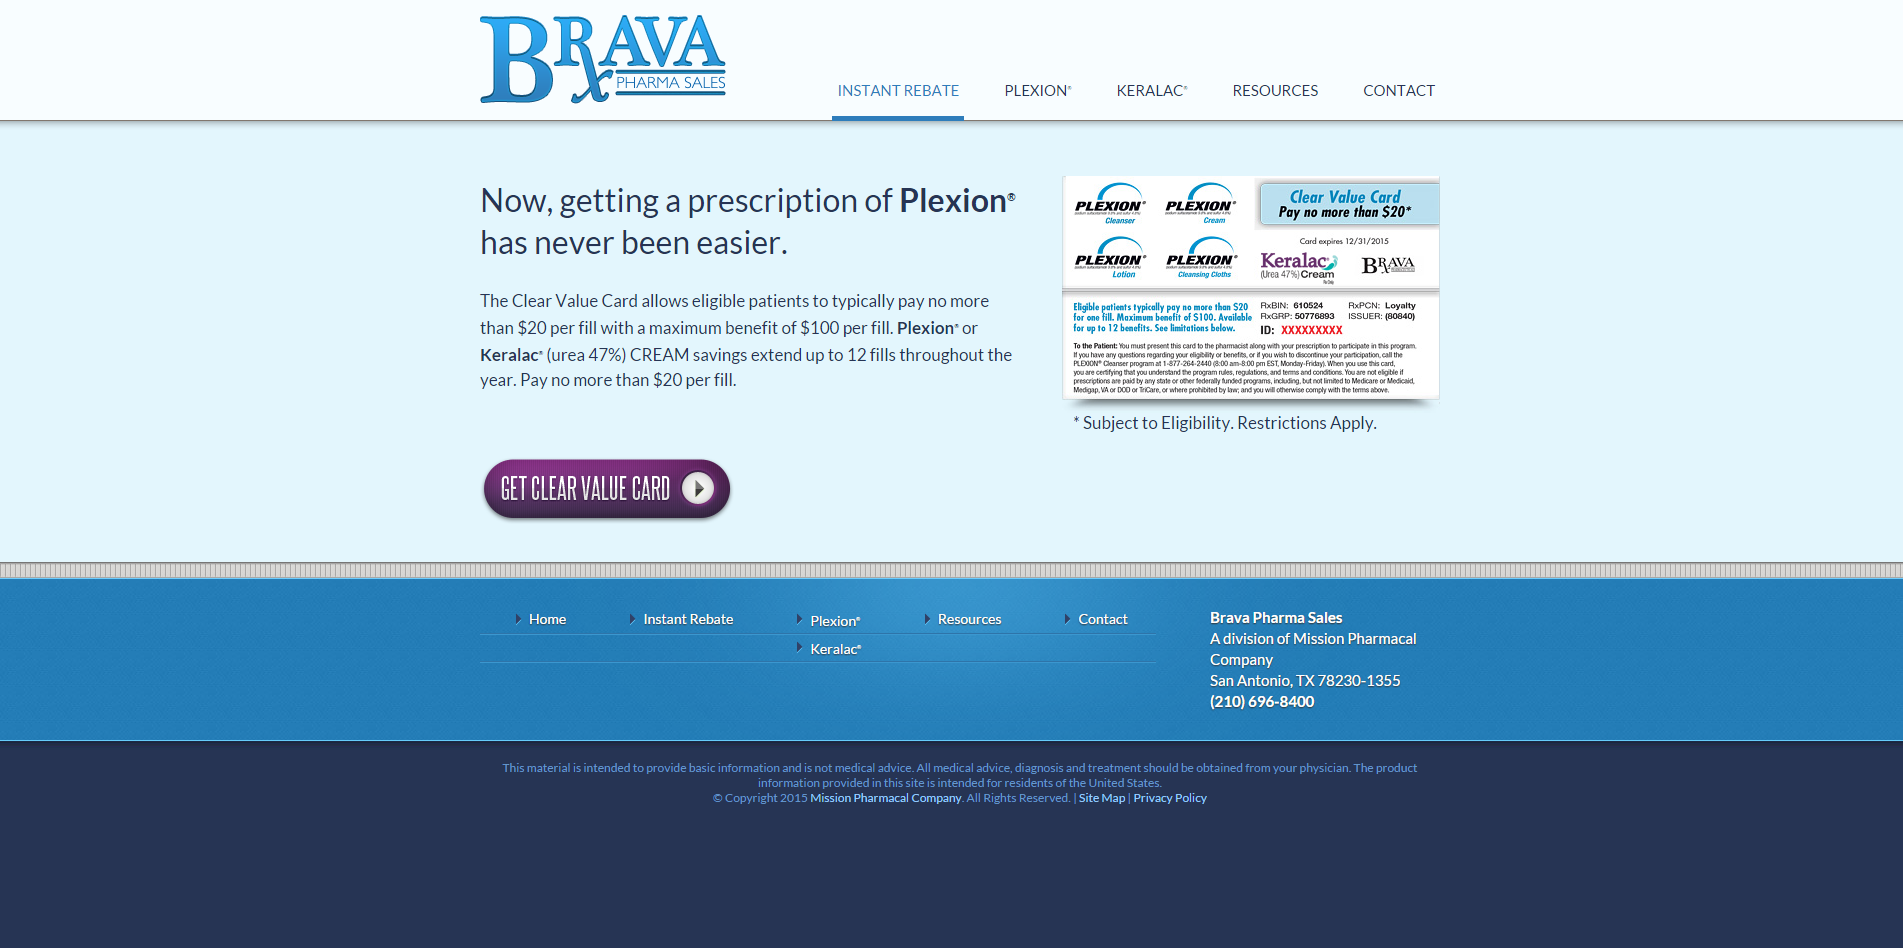 BRAVA
Rx
PHARMA SALES
INSTANT REBATE PLEXION® KERALAC® RESOURCES CONTACT
Now, getting a prescription of Plexion®
has never been easier.
The Clear Value Card allows eligible patients to typically pay no more
than $20 per fill with a maximum benefit of $100 per fill. Plexion® or
Keralac® (urea 47%) CREAM savings extend up to 12 fills throughout the
year. Pay no more than $20 per fill.
GET CLEAR VALUE CARD
PLEXION® PLEXION®
Cleanser Cream
PLEXION® PLEXION®
Lotion Cleansing Cloths
Clear Value Card
Pay no more than $20*
Card expires 12/31/2015
Keralac®
(Urea 47%) Cream
Rx Only
BRAVA
Eligible patients typically pay no more than $20
for one fill. Maximum benefit of $100. Available
for up to 12 benefits. See limitations below.
RxBIN: 610524 RxPCN: Loyalty
RxGRP: 50776893 ISSUER: (80840)
ID: XXXXXXXXX
To the Patient: You must present this card to the pharmacist along with your prescription to participate in this program.
If you have any questions regarding your eligibility or benefits, or if you wish to discontinue your participation, call the
PLEXION® Cleanser program at 1-877-264-2440 (8:00 am-8:00 pm EST, Monday-Friday). When you use this card,
you are certifying that you understand the program rules, regulations, and terms and conditions. You are not eligible if
prescriptions are paid by any state or other federally funded programs, including, but not limited to Medicare or Medicaid,
Medigap, VA or DOD or TriCare, or where prohibited by law; and you will otherwise comply with the terms above.
* Subject to Eligibility. Restrictions Apply.
Home Instant Rebate Plexion® Resources Contact
Keralac®
Brava Pharma Sales
A division of Mission Pharmacal
Company
San Antonio, TX 78230-1355
(210) 696-8400
This material is intended to provide basic information and is not medical advice. All medical advice, diagnosis and treatment should be obtained from your physician. The product
information provided in this site is intended for residents of the United States.
© Copyright 2015 Mission Pharmacal Company. All Rights Reserved. | Site Map | Privacy Policy